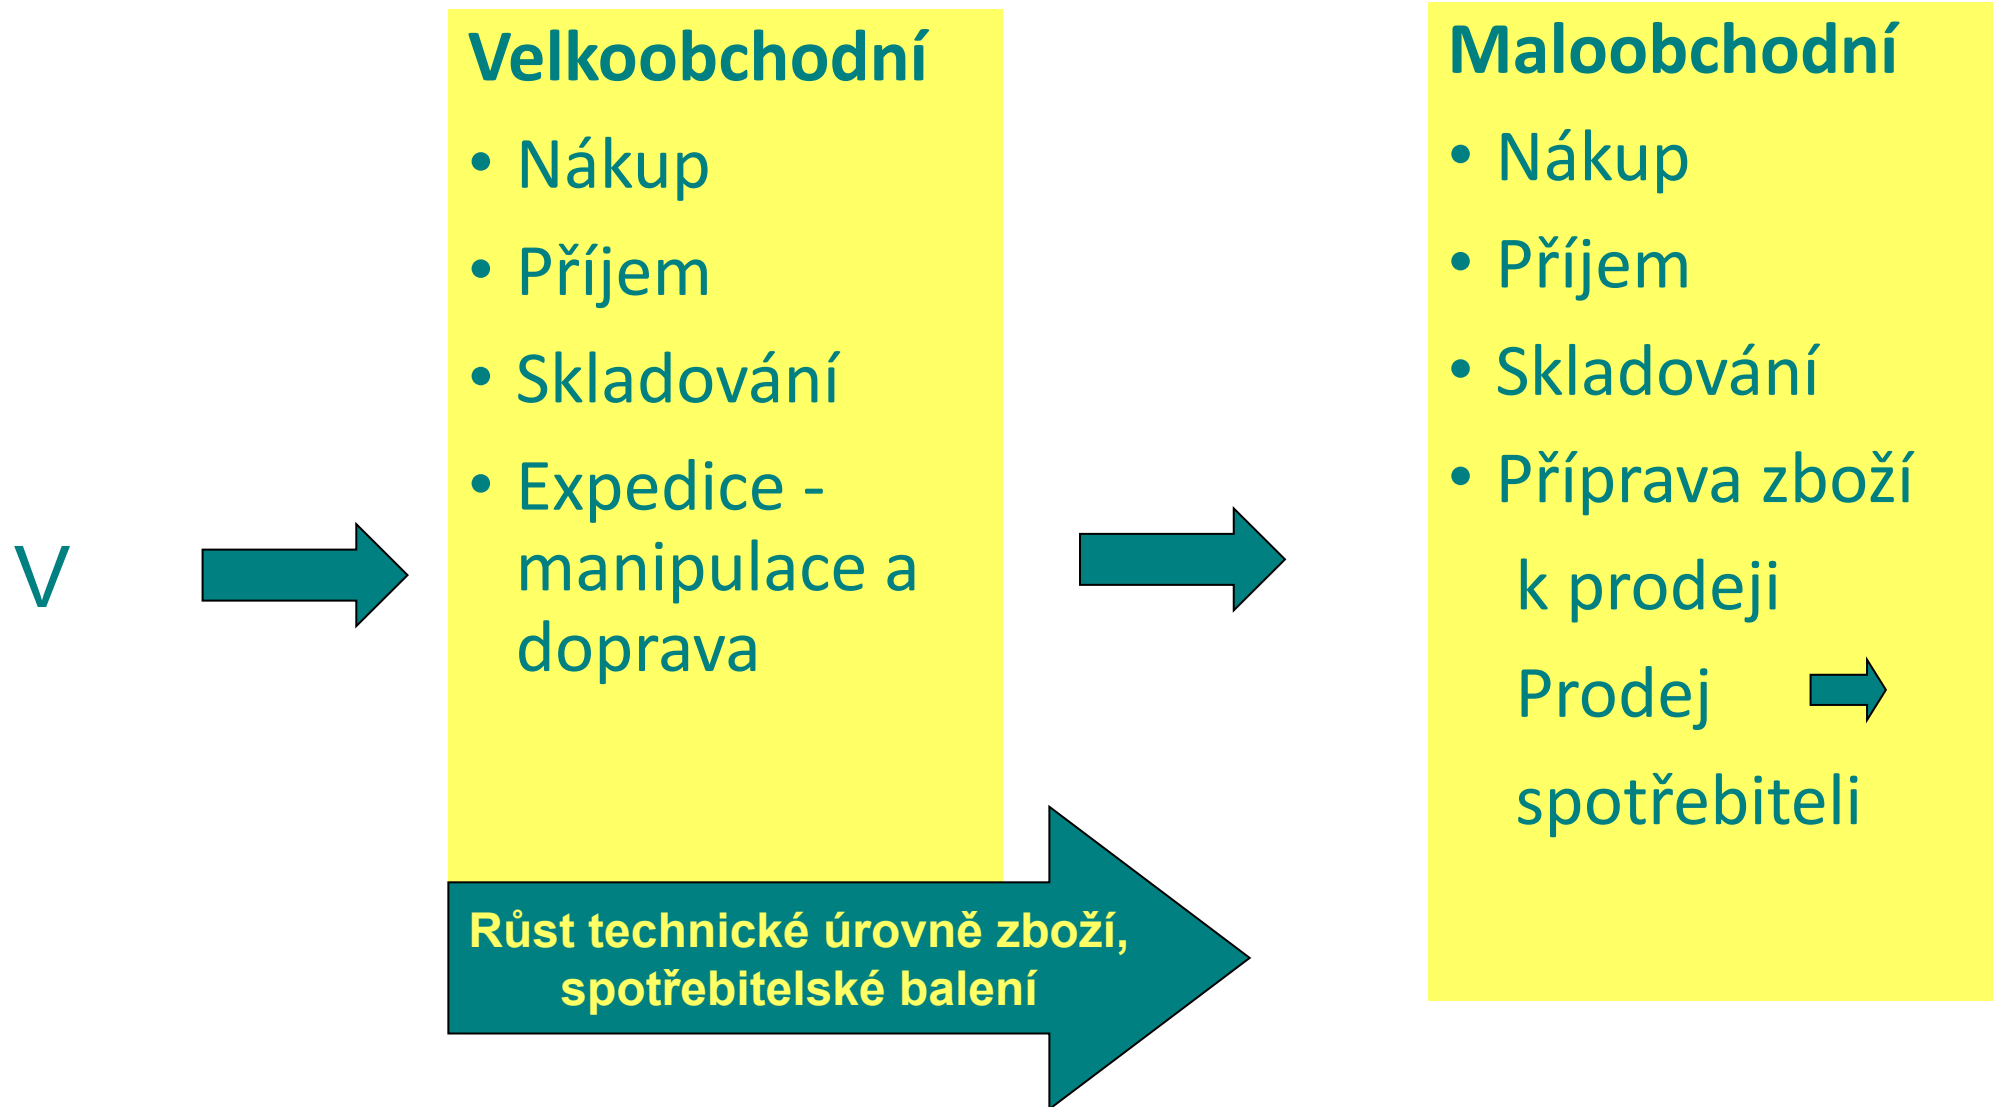 V
Velkoobchodní
• Nákup
• Příjem
• Skladování
• Expedice -
manipulace a
doprava
Růst technické úrovně zboží,
spotřebitelské balení
Maloobchodní
• Nákup
• Příjem
• Skladování
• Příprava zboží
k prodeji
Prodej
spotřebiteli